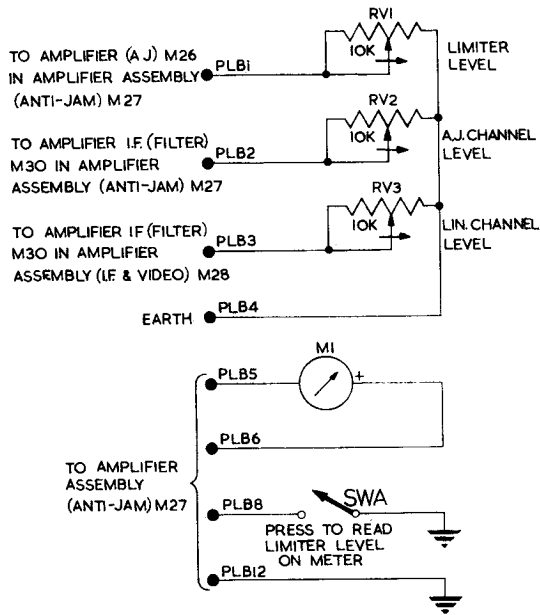 TO AMPLIFIER (AJ) M26
IN AMPLIFIER ASSEMBLY
(ANTI-JAM) M27
PLB1
RV1
10K
LIMITER
LEVEL
TO AMPLIFIER I.F. (FILTER)
M30 IN AMPLIFIER
ASSEMBLY (ANTI-JAM) M27
PLB2
RV2
10K
A.J. CHANNEL
LEVEL
TO AMPLIFIER I F (FILTER)
M30 IN AMPLIFIER
ASSEMBLY (I.F & VIDEO) M28
PLB3
RV3
10K
LIN. CHANNEL
LEVEL
EARTH
PLB4
M1
PLB5
+
PLB6
TO AMPLIFIER
ASSEMBLY
(ANTI-JAM) M27
PLB8
SWA
PRESS TO READ
LIMITER LEVEL
ON METER
PLB12